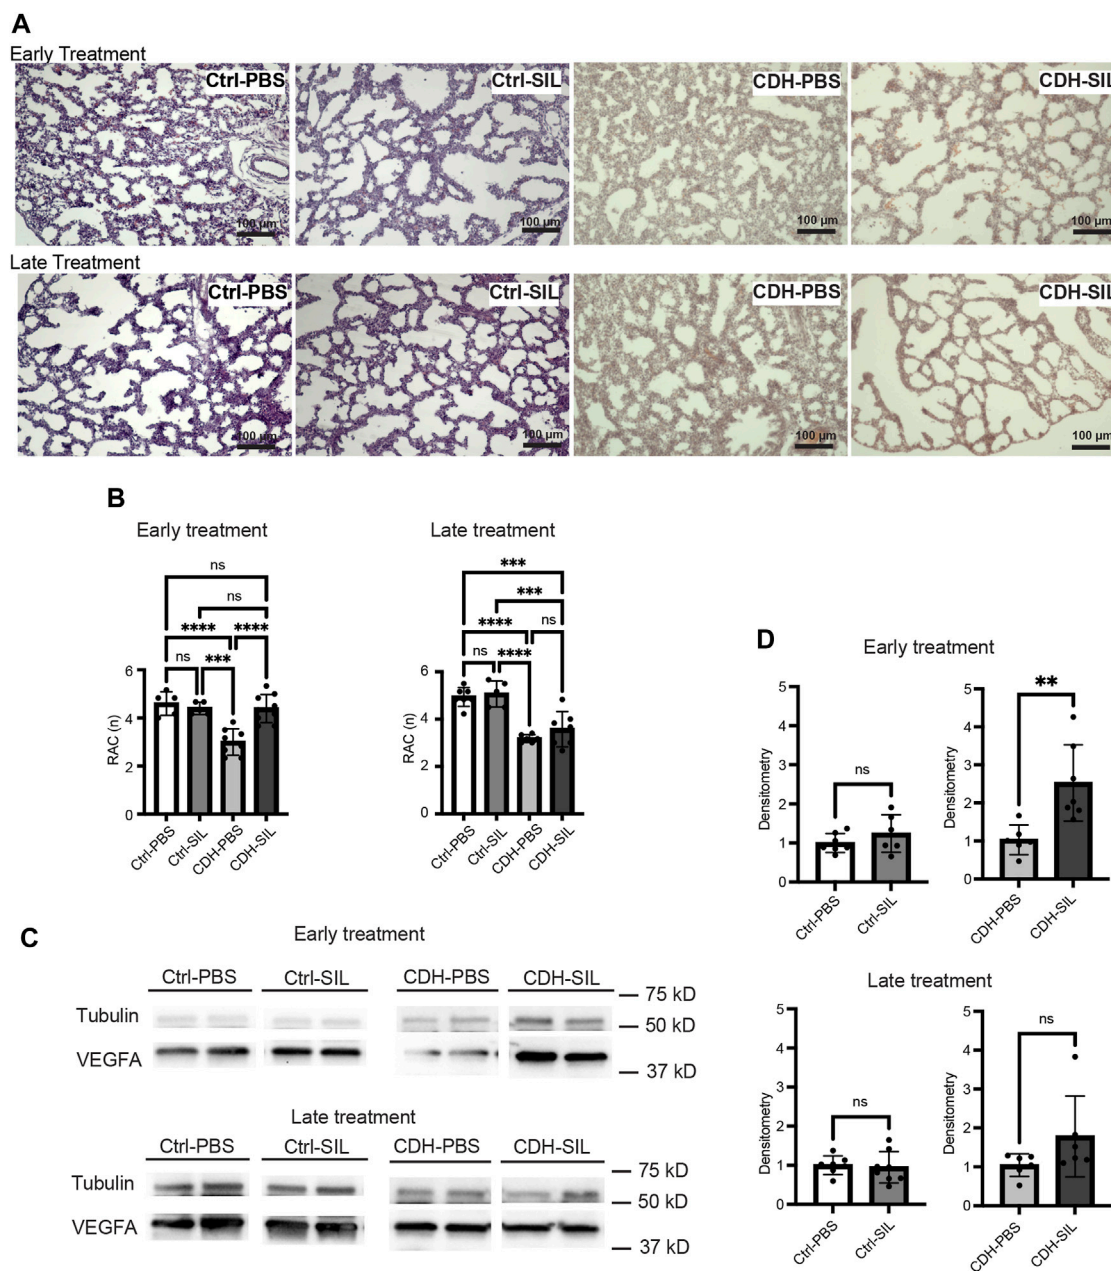 A
Early Treatment
Ctrl-PBS
Ctrl-SIL
CDH-PBS
CDH-SIL
100 µm
100 µm
100 µm
100 µm
Late Treatment
Ctrl-PBS
Ctrl-SIL
CDH-PBS
CDH-SIL
100 µm
100 µm
100 µm
100 µm
B
Early treatment
ns
ns
**** ****
ns ***
6
4
2
0
RAC (n)
Ctrl-PBS
Ctrl-SIL
CDH-PBS
CDH-SIL
Late treatment
***
***
**** ns
ns ****
6
4
2
0
RAC (n)
Ctrl-PBS
Ctrl-SIL
CDH-PBS
CDH-SIL
C
Early treatment
Ctrl-PBS
Ctrl-SIL
CDH-PBS
CDH-SIL
Tubulin
VEGFA
75 kD
50 kD
37 kD
Late treatment
Ctrl-PBS
Ctrl-SIL
CDH-PBS
CDH-SIL
Tubulin
VEGFA
75 kD
50 kD
37 kD
D
Early treatment
5
4
3
2
1
0
Densitometry
ns
Ctrl-PBS
Ctrl-SIL
5
4
3
2
1
0
Densitometry
**
CDH-PBS
CDH-SIL
Late treatment
5
4
3
2
1
0
Densitometry
ns
Ctrl-PBS
Ctrl-SIL
5
4
3
2
1
0
Densitometry
ns
CDH-PBS
CDH-SIL